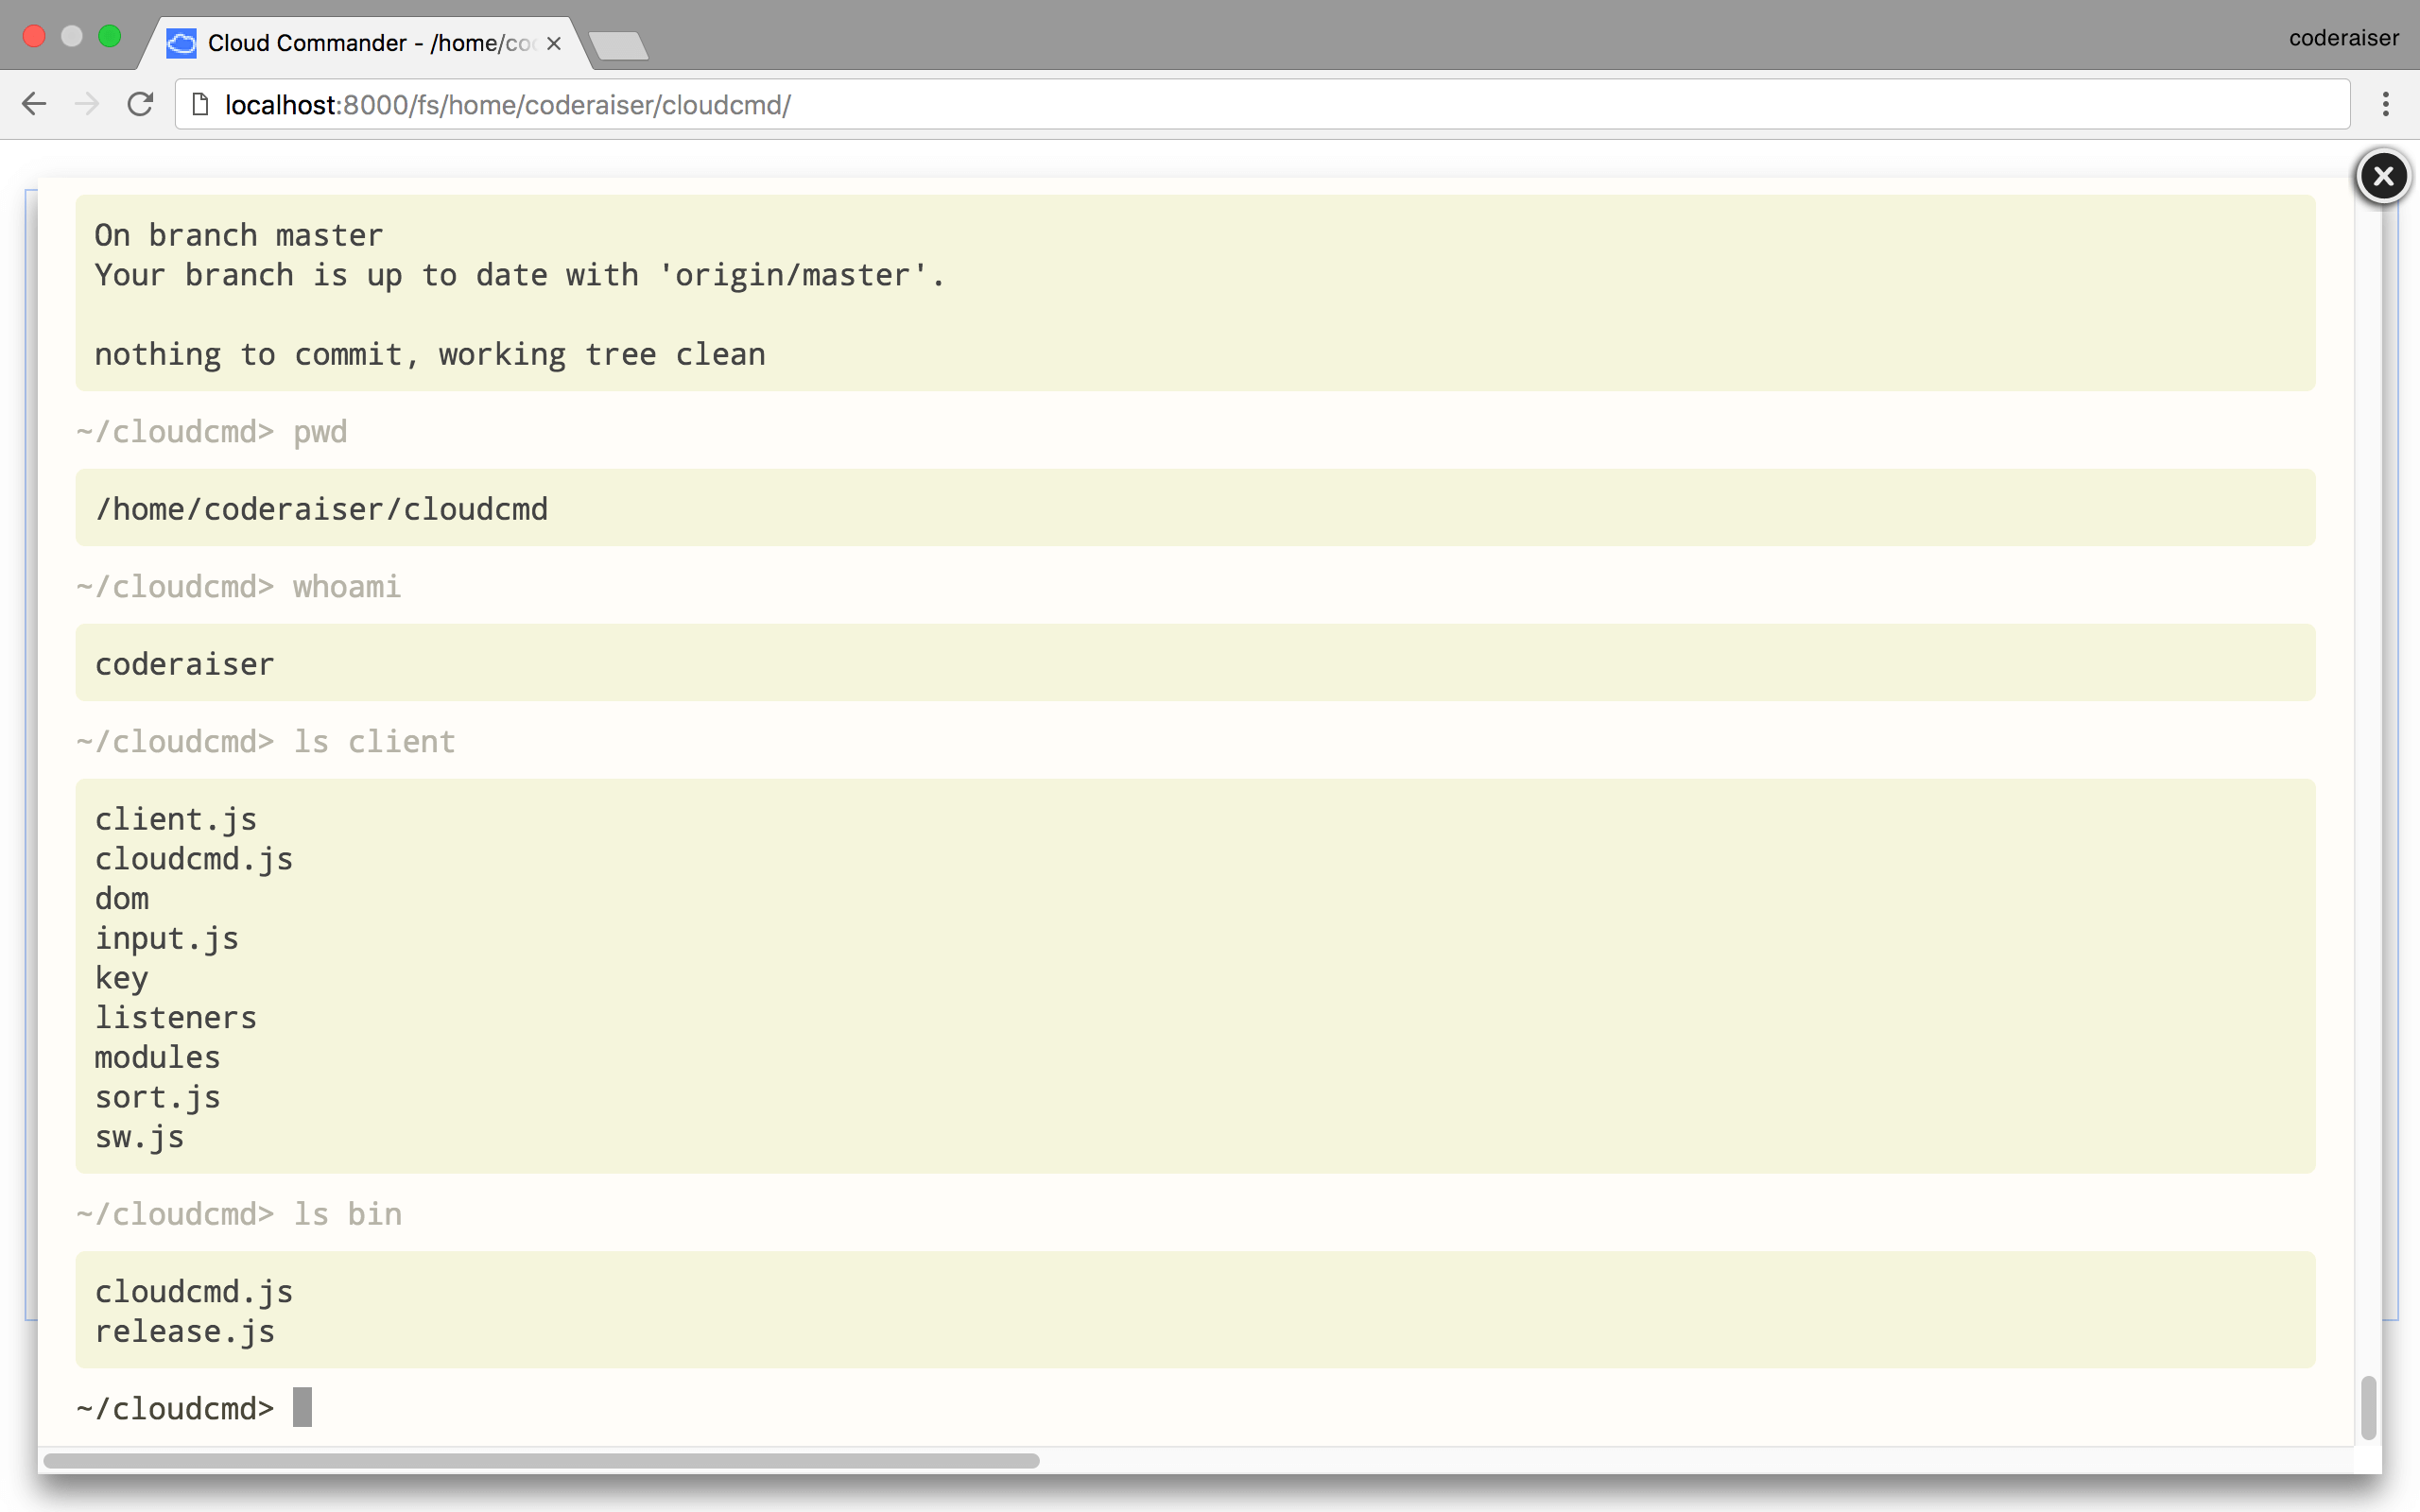 Cloud Commander - /home/co
coderaiser
localhost:8000/fs/home/coderaiser/cloudcmd/
On branch master
Your branch is up to date with 'origin/master'.
nothing to commit, working tree clean
~/cloudcmd> pwd
/home/coderaiser/cloudcmd
~/cloudcmd> whoami
coderaiser
~/cloudcmd> ls client
client.js
cloudcmd.js
dom
input.js
key
listeners
modules
sort.js
sw.js
~/cloudcmd> ls bin
cloudcmd.js
release.js
~/cloudcmd>